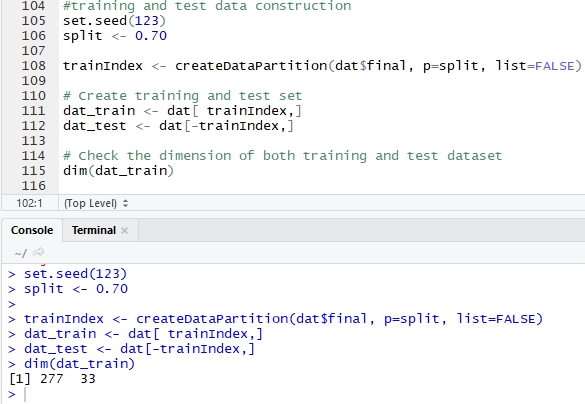 104 #training and test data construction
105 set.seed(123)
106 split <- 0.70
107
108 trainIndex <- createDataPartition(dat$final, p=split, list=FALSE)
109
110 # Create training and test set
111 dat_train <- dat[ trainIndex,]
112 dat_test <- dat[-trainIndex,]
113
114 # Check the dimension of both training and test dataset
115 dim(dat_train)
116
102:1 (Top Level)
Console Terminal ×
~/
> set.seed(123)
> split <- 0.70
>
> trainIndex <- createDataPartition(dat$final, p=split, list=FALSE)
> dat_train <- dat[ trainIndex,]
> dat_test <- dat[-trainIndex,]
> dim(dat_train)
[1] 277  33
>